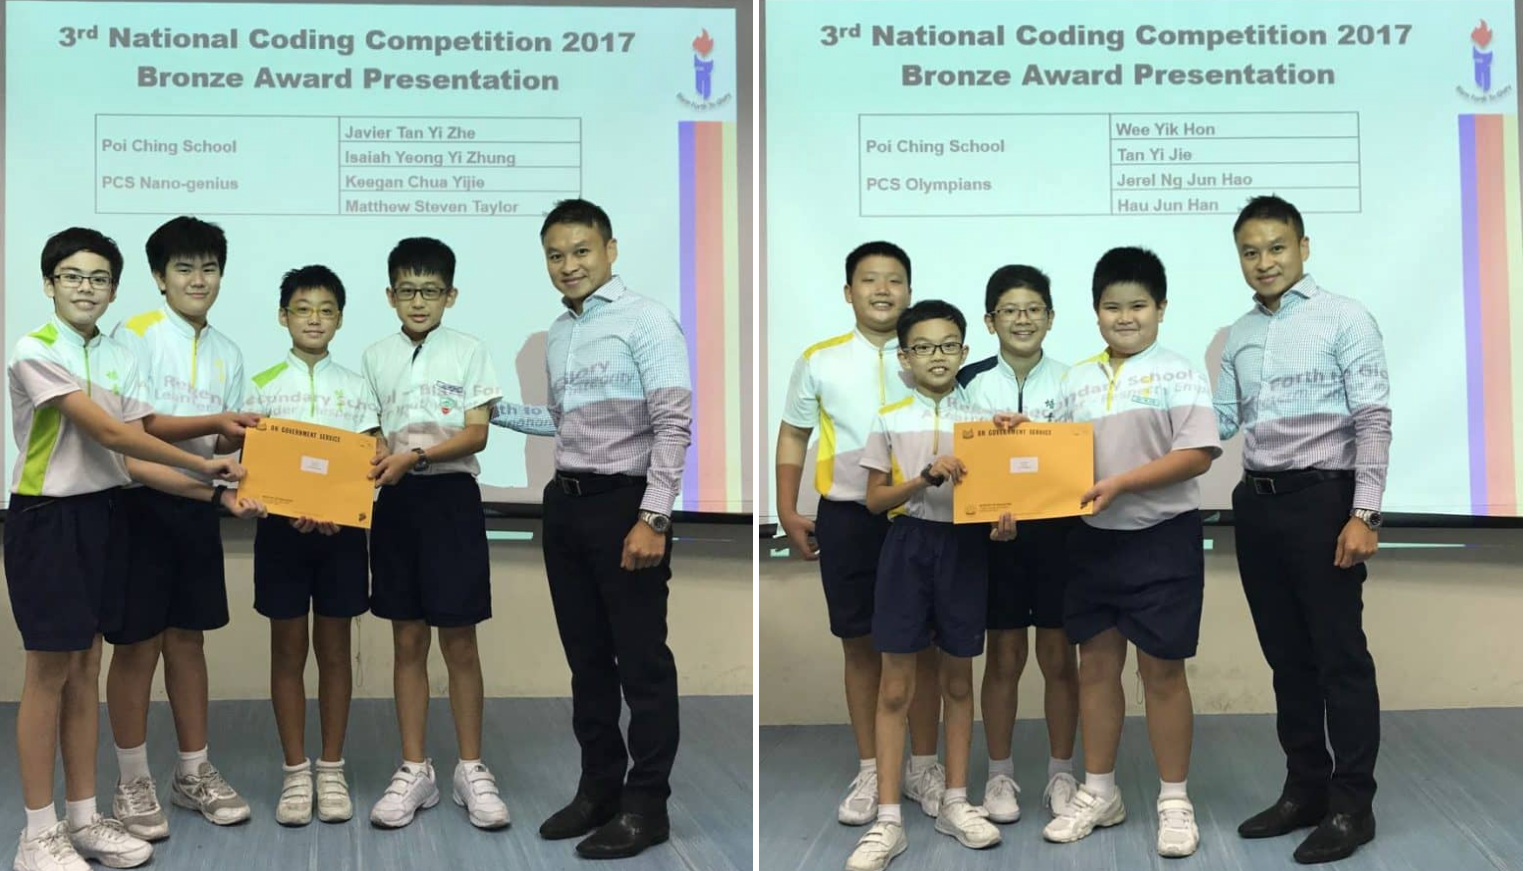 3rd National Coding Competition 2017
Bronze Award Presentation
Poi Ching School
PCS Nano-genius
Javier Tan Yi Zhe
Isaiah Yeong Yi Zhung
Keegan Chua Yijie
Matthew Steven Taylor
ON GOVERNMENT SERVICE
3rd National Coding Competition 2017
Bronze Award Presentation
Poi Ching School
PCS Olympians
Wee Yik Hon
Tan Yi Jie
Jerel Ng Jun Hao
Hau Jun Han
ON GOVERNMENT SERVICE